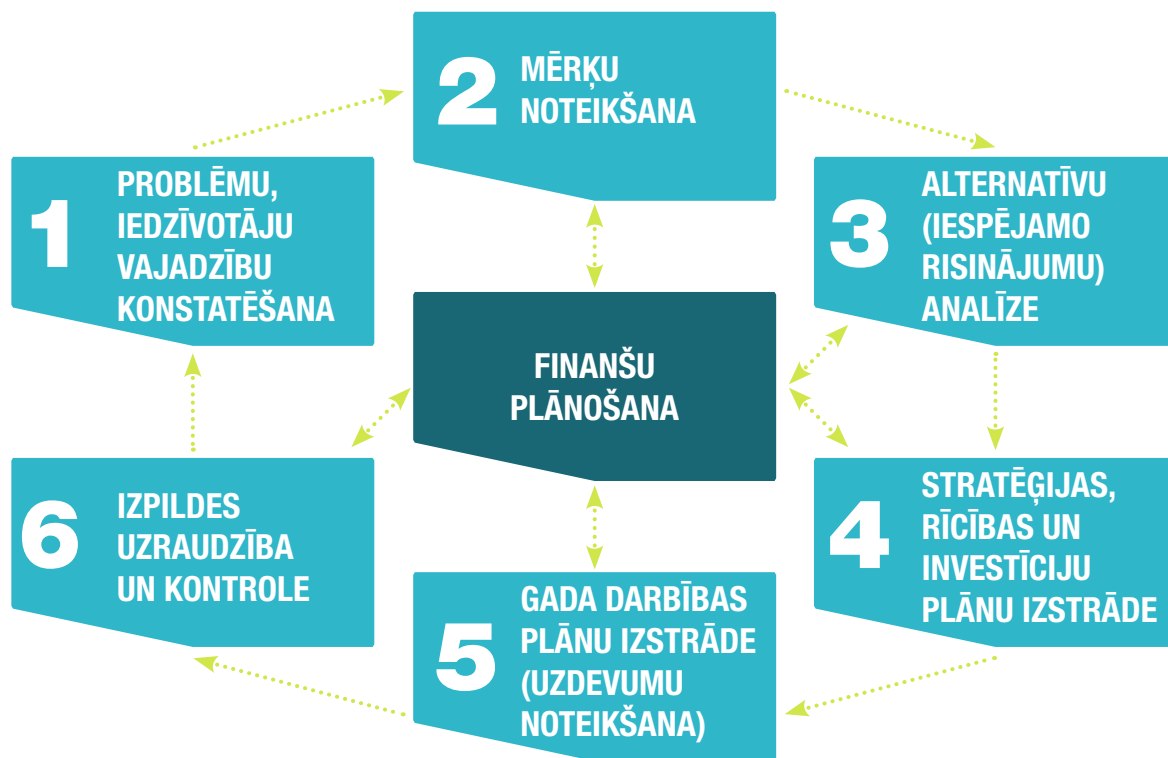 1
PROBLĒMU,
IEDZĪVOTĀJU
VAJADZĪBU
KONSTATĒŠANA
2
MĒRĶU
NOTEIKŠANA
3
ALTERNATĪVU
(IESPĒJAMO
RISINĀJUMU)
ANALĪZE
4
STRATĒĢIJAS,
RĪCĪBAS UN
INVESTĪCIJU
PLĀNU IZSTRĀDE
5
GADA DARBĪBAS
PLĀNU IZSTRĀDE
(UZDEVUMU
NOTEIKŠANA)
6
IZPILDES
UZRAUDZĪBA
UN KONTROLE
FINANŠU
PLĀNOŠANA